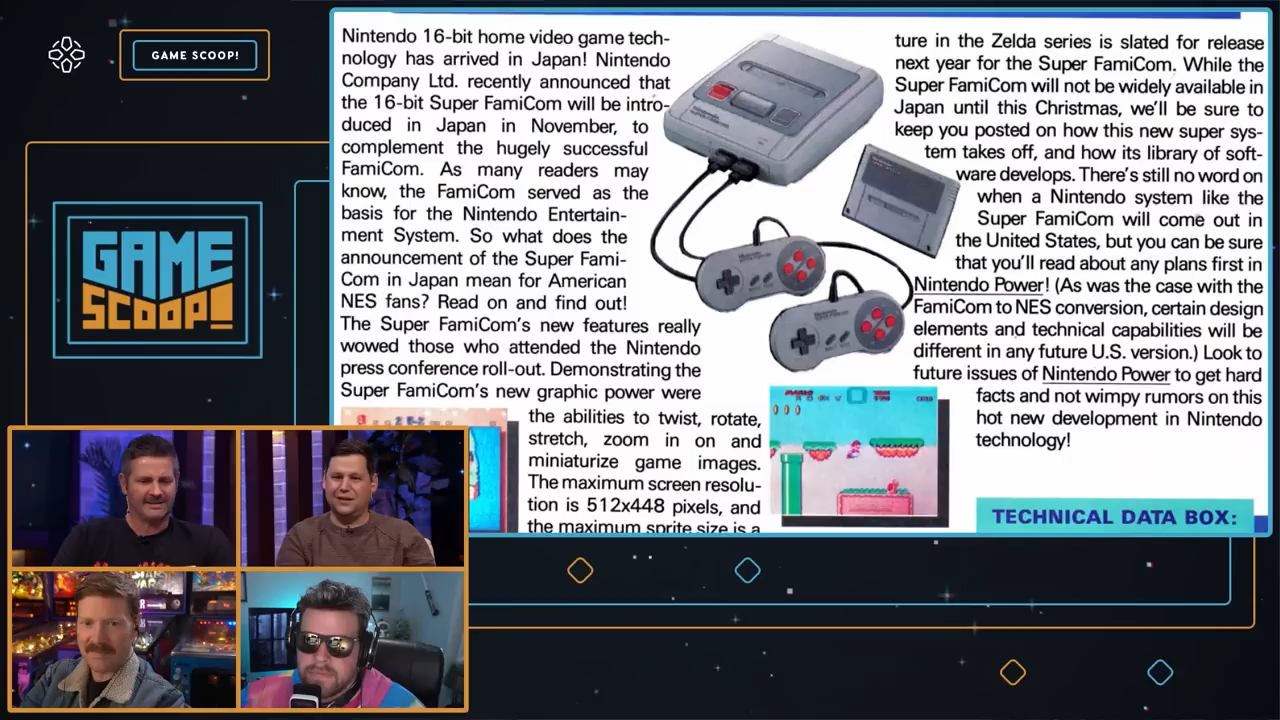 GAME SCOOP!
GAME
SCOOP!
Nintendo 16-bit home video game tech-
nology has arrived in Japan! Nintendo
Company Ltd. recently announced that
the 16-bit Super FamiCom will be intro-
duced in Japan in November, to
complement the hugely successful
FamiCom. As many readers may
know, the FamiCom served as the
basis for the Nintendo Entertain-
ment System. So what does the
announcement of the Super Fami-
Com in Japan mean for American
NES fans? Read on and find out!
The Super FamiCom's new features really
wowed those who attended the Nintendo
press conference roll-out. Demonstrating the
Super FamiCom's new graphic power were
the abilities to twist, rotate,
stretch, zoom in on and
miniaturize game images.
The maximum screen resolu-
tion is 512x448 pixels, and
the maximum sprite size is a
ture in the Zelda series is slated for release
next year for the Super FamiCom. While the
Super FamiCom will not be widely available in
Japan until this Christmas, we'll be sure to
keep you posted on how this new super sys-
tem takes off, and how its library of soft-
ware develops. There's still no word on
when a Nintendo system like the
Super FamiCom will come out in
the United States, but you can be sure
that you'll read about any plans first in
Nintendo Power! (As was the case with the
FamiCom to NES conversion, certain design
elements and technical capabilities will be
different in any future U.S. version.) Look to
future issues of Nintendo Power to get hard
facts and not wimpy rumors on this
hot new development in Nintendo
technology!
MARIO
TECHNICAL DATA BOX: